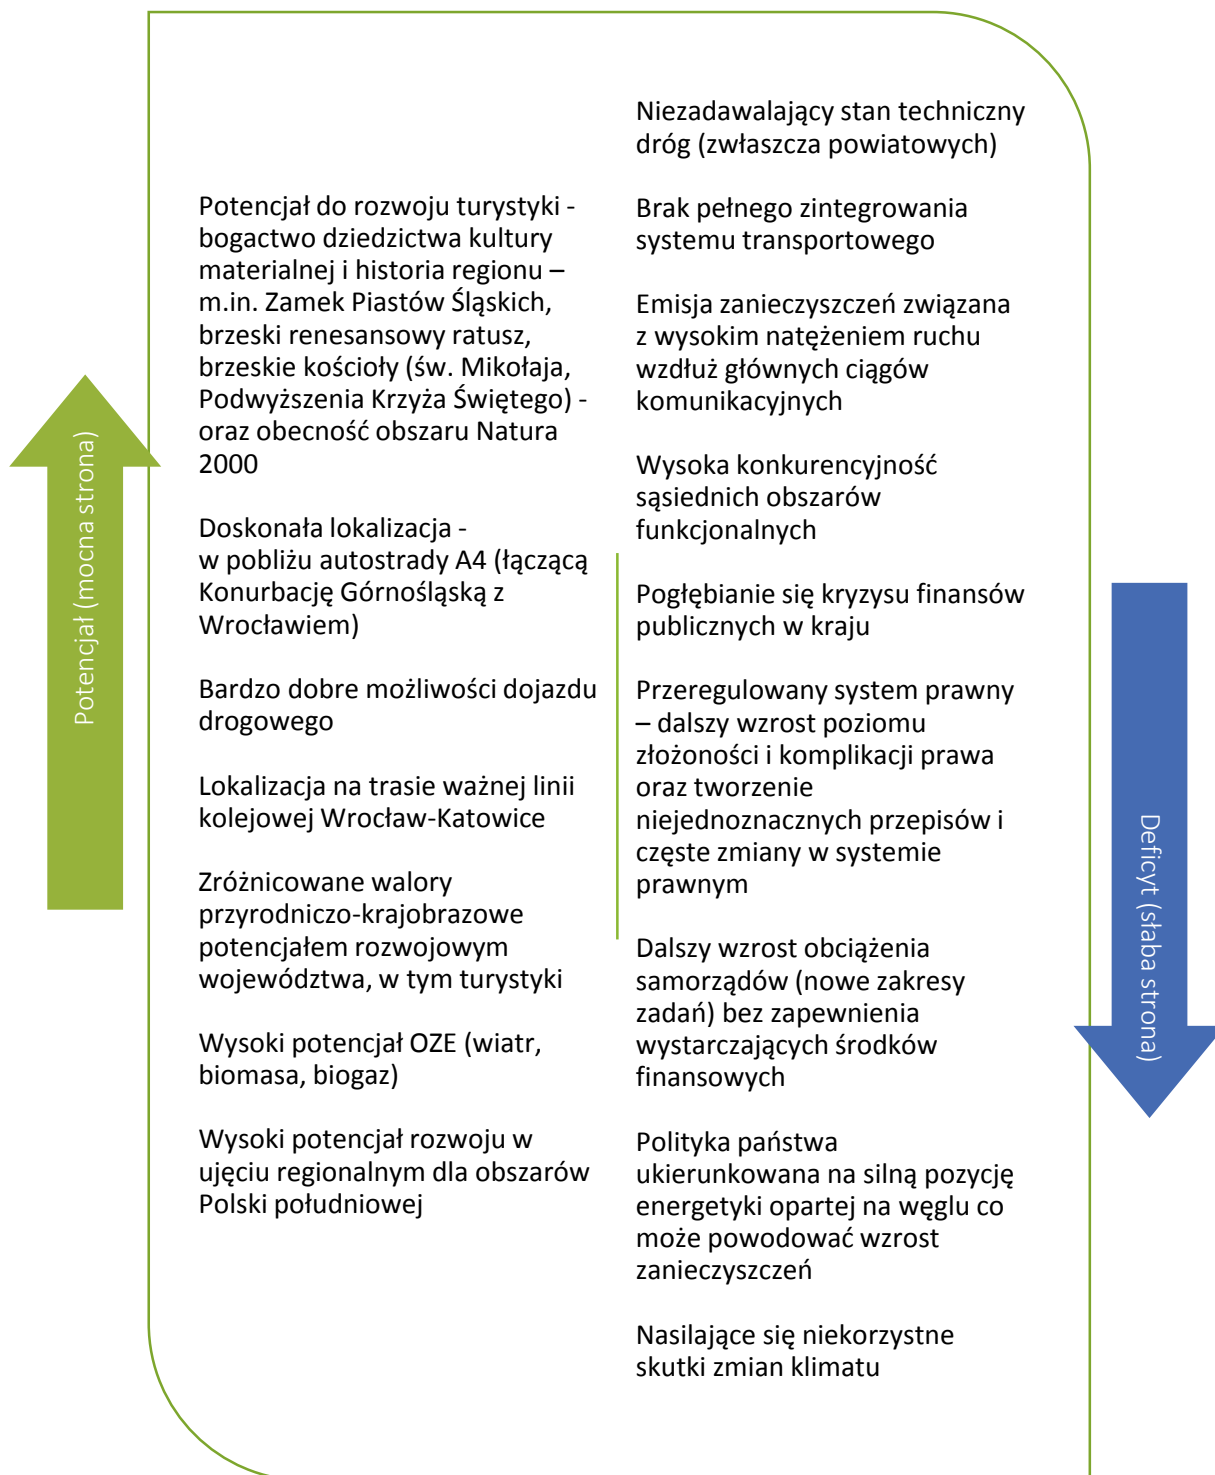 Potencjał (mocna strona)
Potencjał do rozwoju turystyki -
bogactwo dziedzictwa kultury
materialnej i historia regionu –
m.in. Zamek Piastów Śląskich,
brzeski renesansowy ratusz,
brzeskie kościoły (św. Mikołaja,
Podwyższenia Krzyża Świętego) -
oraz obecność obszaru Natura
2000
Doskonała lokalizacja -
w pobliżu autostrady A4 (łączącą
Konurbację Górnośląską z
Wrocławiem)
Bardzo dobre możliwości dojazdu
drogowego
Lokalizacja na trasie ważnej linii
kolejowej Wrocław-Katowice
Zróżnicowane walory
przyrodniczo-krajobrazowe
potencjałem rozwojowym
województwa, w tym turystyki
Wysoki potencjał OZE (wiatr,
biomasa, biogaz)
Wysoki potencjał rozwoju w
ujęciu regionalnym dla obszarów
Polski południowej
Niezadawalający stan techniczny
dróg (zwłaszcza powiatowych)
Brak pełnego zintegrowania
systemu transportowego
Emisja zanieczyszczeń związana
z wysokim natężeniem ruchu
wzdłuż głównych ciągów
komunikacyjnych
Wysoka konkurencyjność
sąsiednich obszarów
funkcjonalnych
Pogłębianie się kryzysu finansów
publicznych w kraju
Przeregulowany system prawny
– dalszy wzrost poziomu
złożoności i komplikacji prawa
oraz tworzenie
niejednoznacznych przepisów i
częste zmiany w systemie
prawnym
Dalszy wzrost obciążenia
samorządów (nowe zakresy
zadań) bez zapewnienia
wystarczających środków
finansowych
Polityka państwa
ukierunkowana na silną pozycję
energetyki opartej na węglu co
może powodować wzrost
zanieczyszczeń
Nasilające się niekorzystne
skutki zmian klimatu
Deficyt (słaba strona)